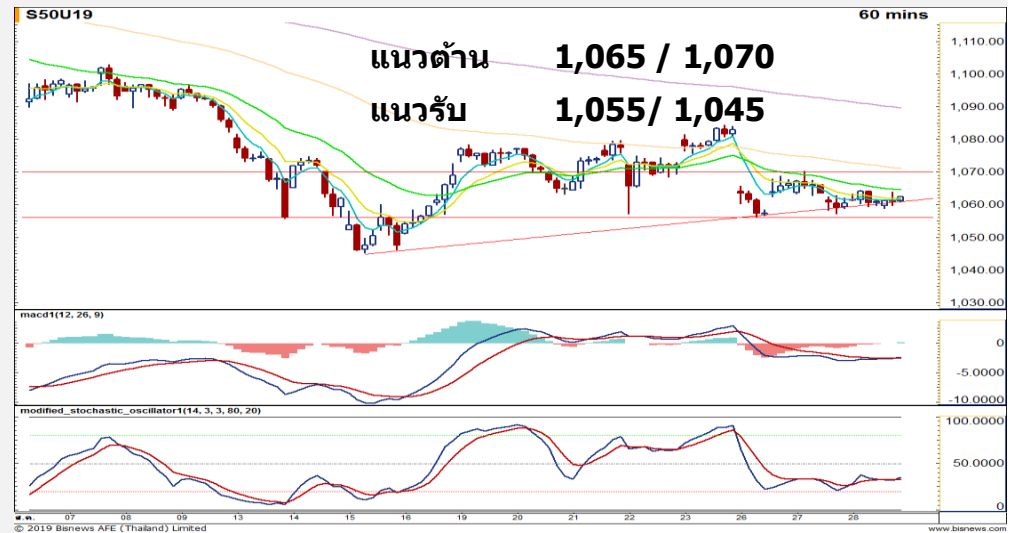 S50U19 60 mins
แนวต้าน 1,065 / 1,070
แนวรับ 1,055/ 1,045
1,110.00
1,100.00
1,090.00
1,080.00
1,070.00
1,060.00
1,050.00
1,040.00
1,030.00
macd1(12, 26, 9)
0
-5.0000
-10.0000
modified_stochastic_oscillator1(14, 3, 3, 80, 20)
100.0000
50.0000
0
07 08 09 13 14 15 16 19 20 21 22 23 26 27 28
© 2019 Bisnews AFE (Thailand) Limited www.bisnews.com